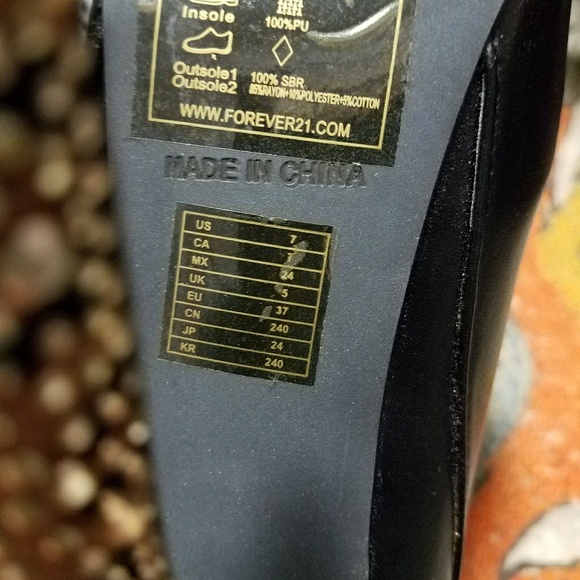 Insole
100%PU
Outsole1 100% SBR
Outsole2 85%RAYON+10%POLYESTER+5%COTTON
WWW.FOREVER21.COM
MADE IN CHINA
US 7
CA 7
MX 24
UK 5
EU 37
CN 240
JP 24
KR 240